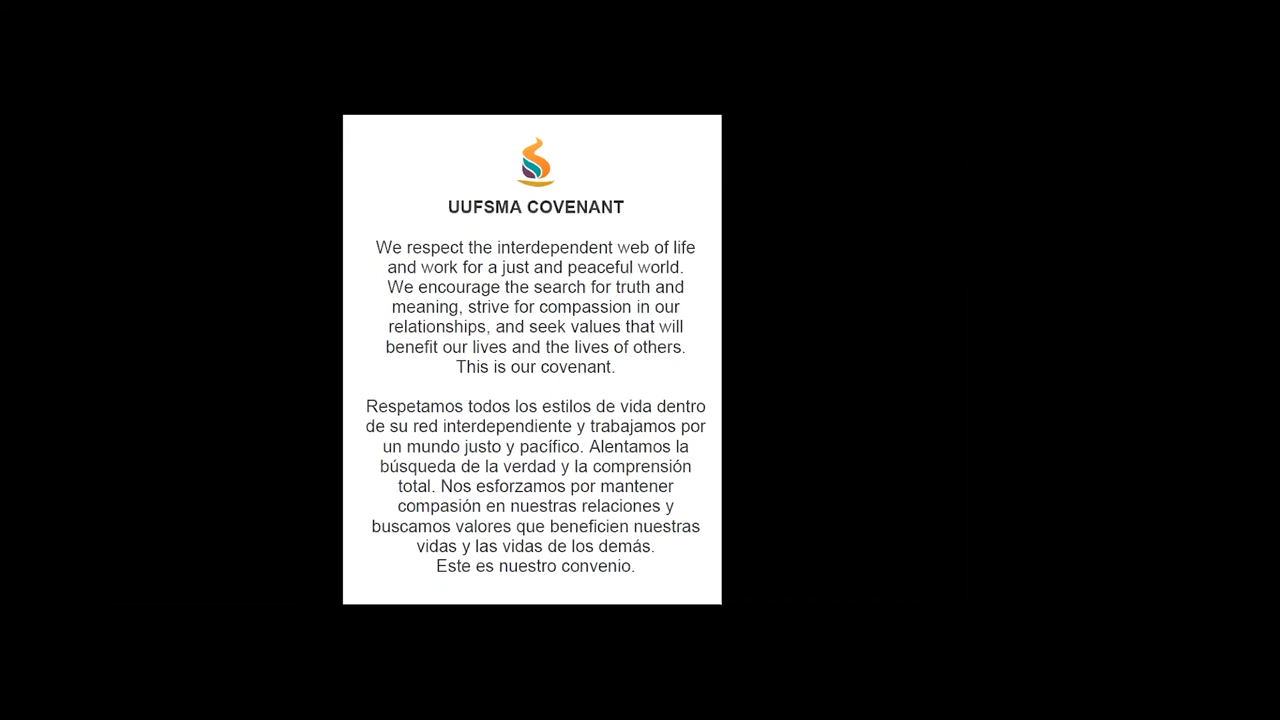 UUFSMA COVENANT
We respect the interdependent web of life
and work for a just and peaceful world.
We encourage the search for truth and
meaning, strive for compassion in our
relationships, and seek values that will
benefit our lives and the lives of others.
This is our covenant.
Respetamos todos los estilos de vida dentro
de su red interdependiente y trabajamos por
un mundo justo y pacífico. Alentamos la
búsqueda de la verdad y la comprensión
total. Nos esforzamos por mantener
compasión en nuestras relaciones y
buscamos valores que beneficien nuestras
vidas y las vidas de los demás.
Este es nuestro convenio.